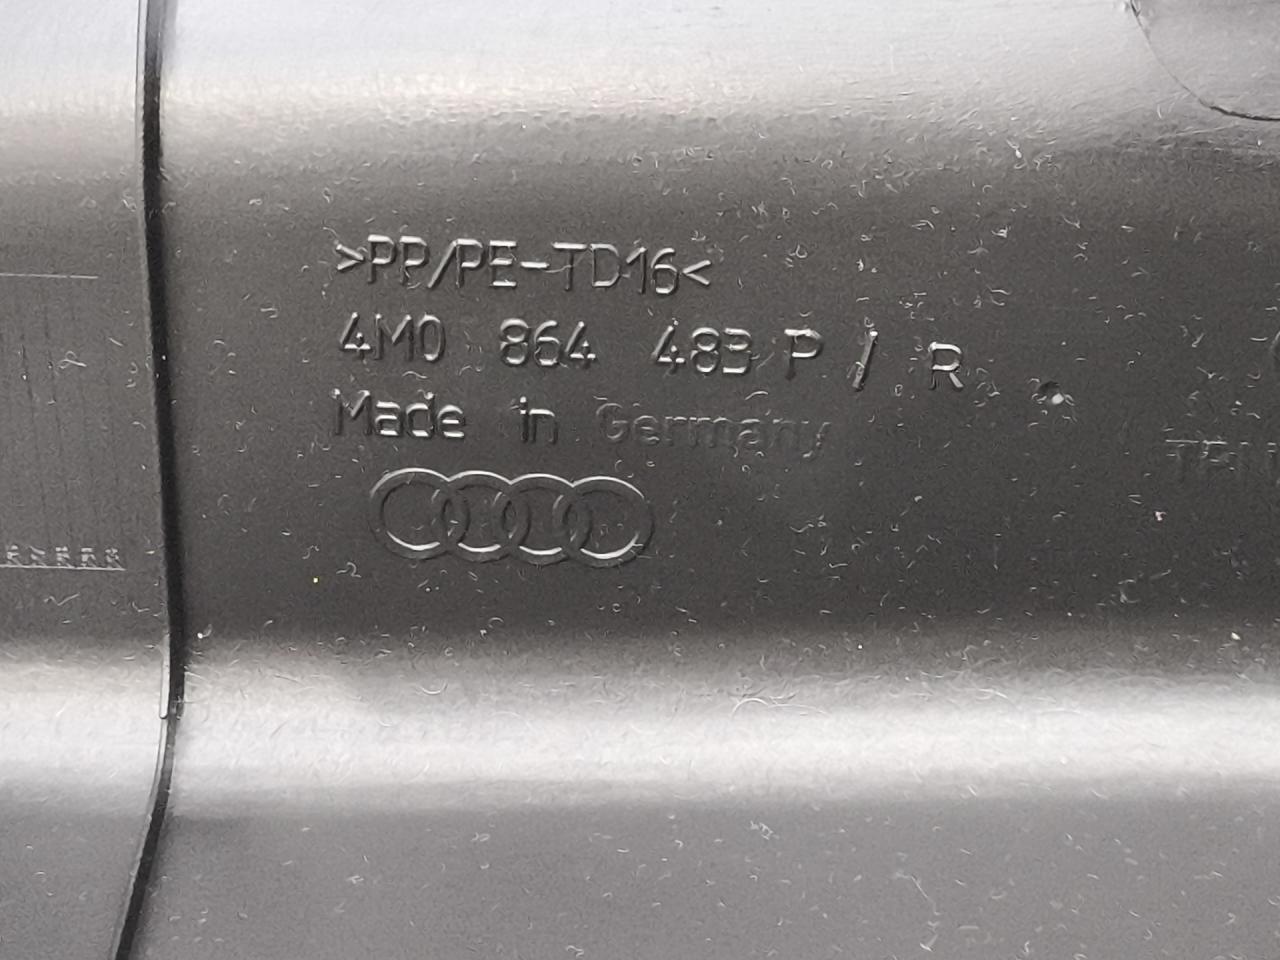 >PP/PE-TD16<
4M0 864 483 P / R
Made in Germany